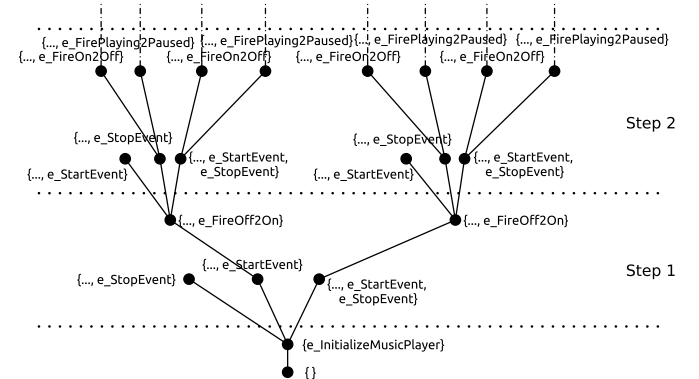 {..., e_FirePlaying2Paused} {..., e_FirePlaying2Paused} {..., e_FirePlaying2Paused} {..., e_FirePlaying2Paused}
{..., e_FireOn2Off} {..., e_FireOn2Off} {..., e_FireOn2Off} {..., e_FireOn2Off}
Step 2
{..., e_StopEvent} {..., e_StopEvent}
{..., e_StartEvent,
e_StopEvent}
{..., e_StartEvent,
e_StopEvent}
{..., e_StartEvent} {..., e_StartEvent}
{..., e_FireOff2On} {..., e_FireOff2On}
{..., e_StartEvent}
Step 1
{..., e_StopEvent}
{..., e_StartEvent,
e_StopEvent}
{e_InitializeMusicPlayer}
{}